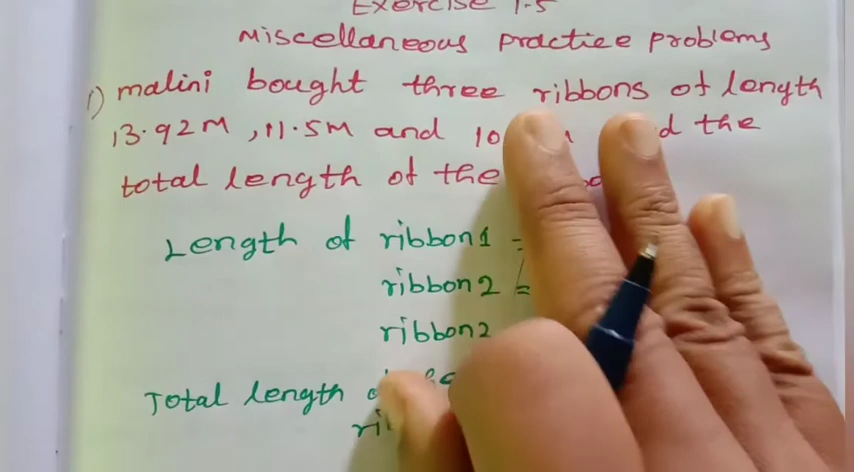 Exercise 1.5
Miscellaneous practice problems
1) malini bought three ribbons of length
13.92m, 11.5m and 10 the
total length of the
Length of ribbon1 =
ribbon2 =
ribbon2
Total length